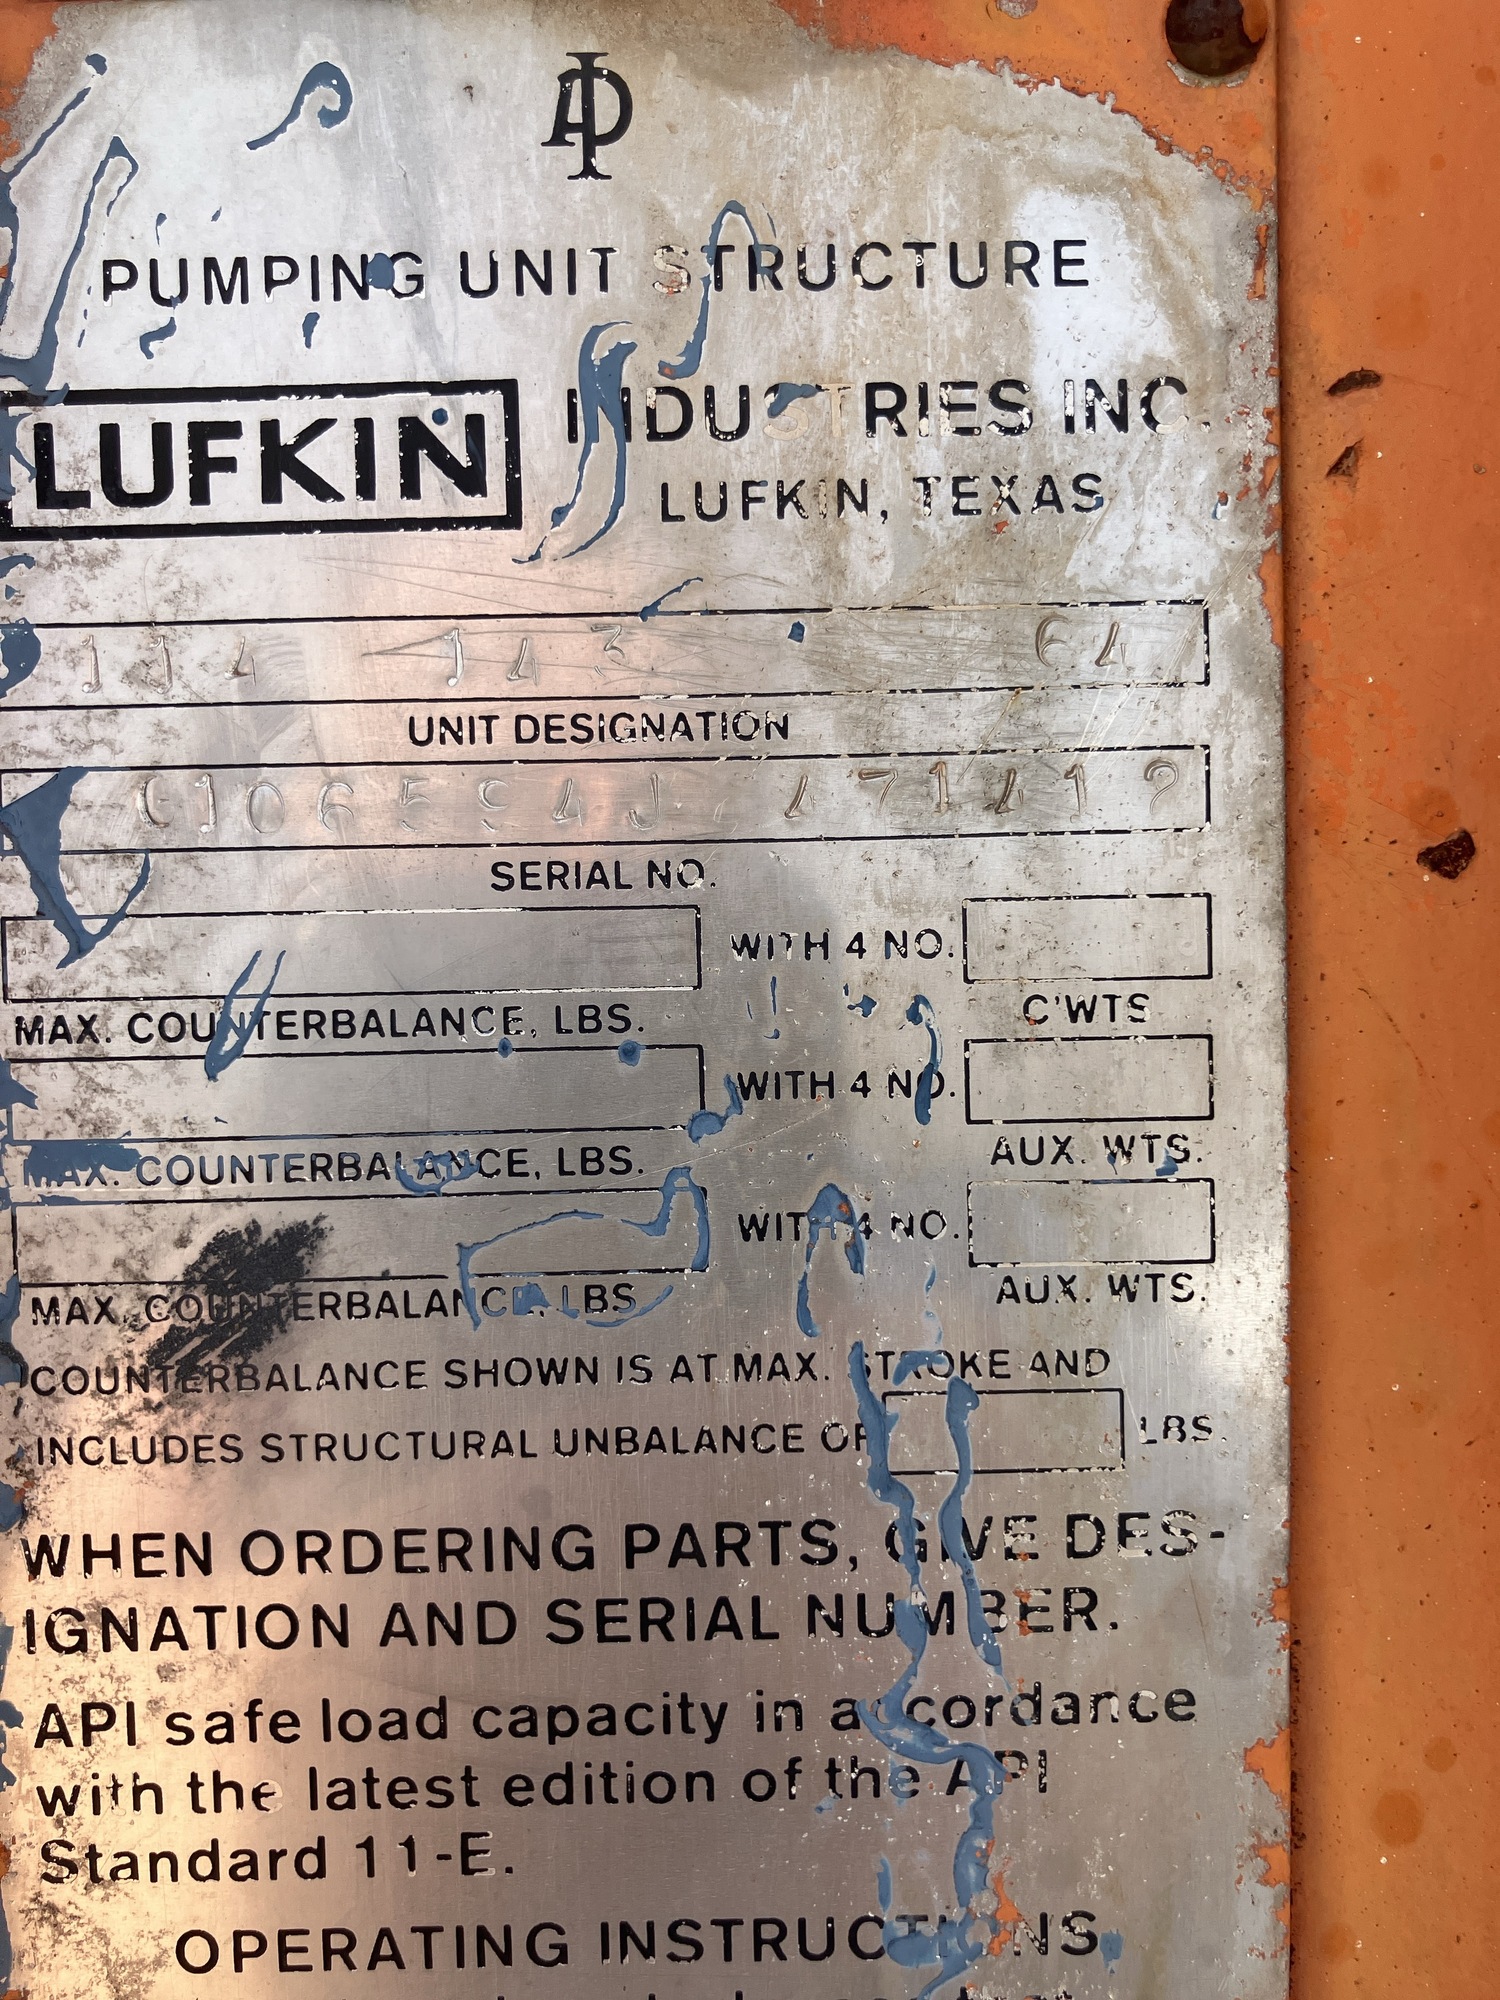 API
PUMPING UNIT STRUCTURE
LUFKIN INDUSTRIES INC.
LUFKIN, TEXAS
114 143 64
UNIT DESIGNATION
SERIAL NO.
WITH 4 NO.
MAX. COUNTERBALANCE, LBS. C'WTS
WITH 4 NO.
MAX. COUNTERBALANCE, LBS. AUX. WTS.
WITH 4 NO.
MAX. COUNTERBALANCE, LBS. AUX. WTS.
COUNTERBALANCE SHOWN IS AT MAX. STROKE AND
INCLUDES STRUCTURAL UNBALANCE OF LBS.
WHEN ORDERING PARTS, GIVE DES-
IGNATION AND SERIAL NUMBER.
API safe load capacity in accordance
with the latest edition of the API
Standard 11-E.
OPERATING INSTRUCTIONS